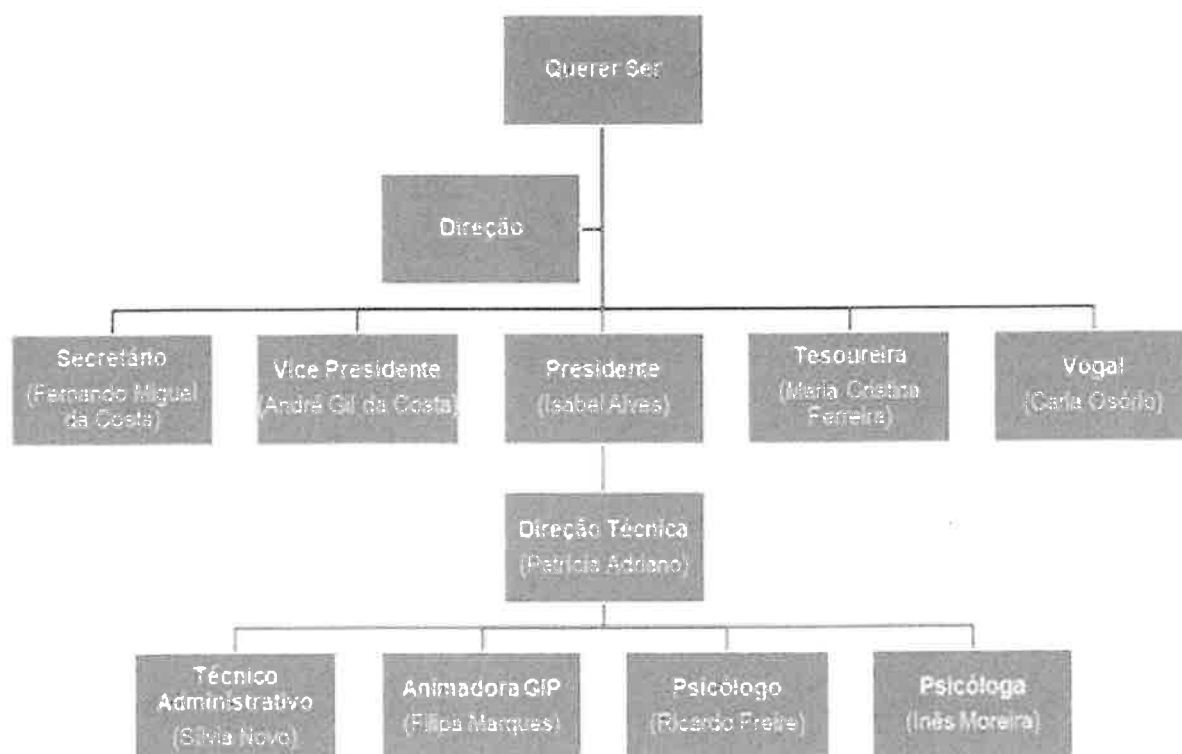 Querer Ser
Direção
Secretário
(Fernando Miguel
da Costa)
Vice Presidente
(André Gil da Costa)
Presidente
(Isabel Alves)
Tesoureira
(Maria Cristina
Ferreira)
Vogal
(Carla Osório)
Direção Técnica
(Patrícia Adriano)
Técnico
Administrativo
(Sílvia Novo)
Animadora GIP
(Filipa Marques)
Psicólogo
(Ricardo Freire)
Psicóloga
(Inês Moreira)